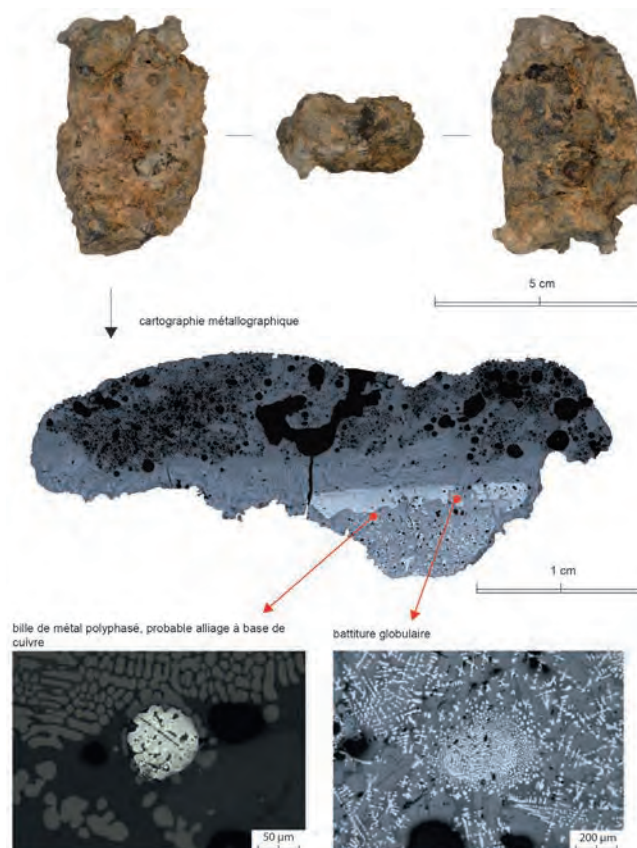 5 cm
cartographie métallographique
1 cm
bille de métal polyphasé, probable alliage à base de
cuivre
battiture globulaire
50 µm
200 µm